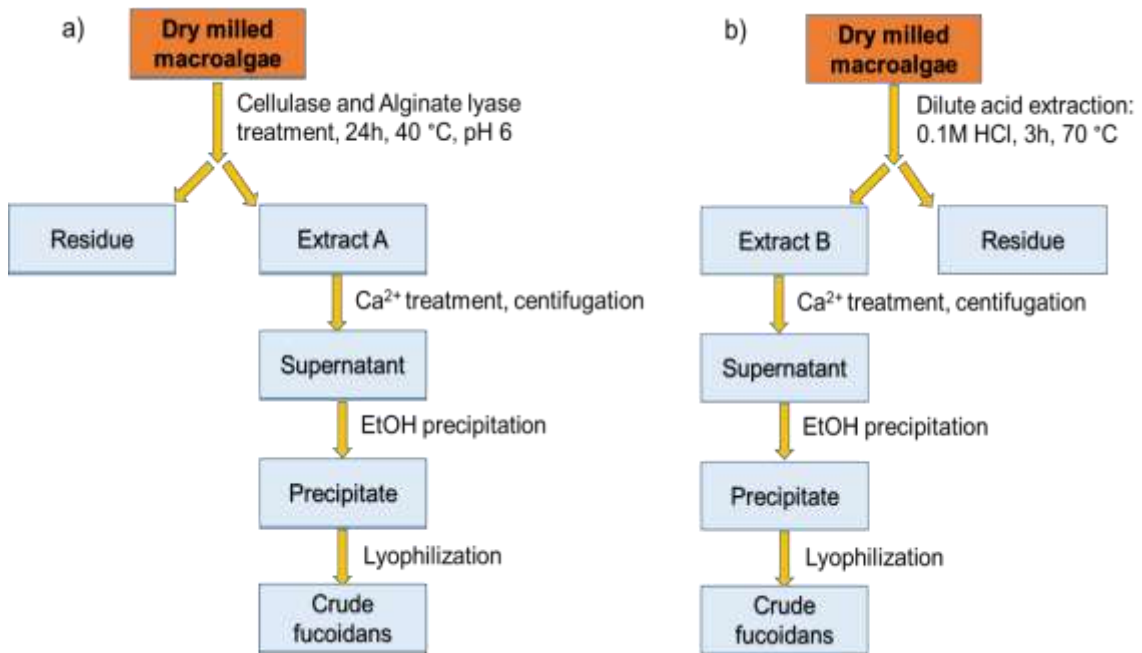 a)
Dry milled
macroalgae
Cellulase and Alginate lyase
treatment, 24h, 40 °C, pH 6
Residue
Extract A
Ca²⁺ treatment, centifugation
Supernatant
EtOH precipitation
Precipitate
Lyophilization
Crude
fucoidans
b)
Dry milled
macroalgae
Dilute acid extraction:
0.1M HCl, 3h, 70 °C
Extract B
Residue
Ca²⁺ treatment, centifugation
Supernatant
EtOH precipitation
Precipitate
Lyophilization
Crude
fucoidans